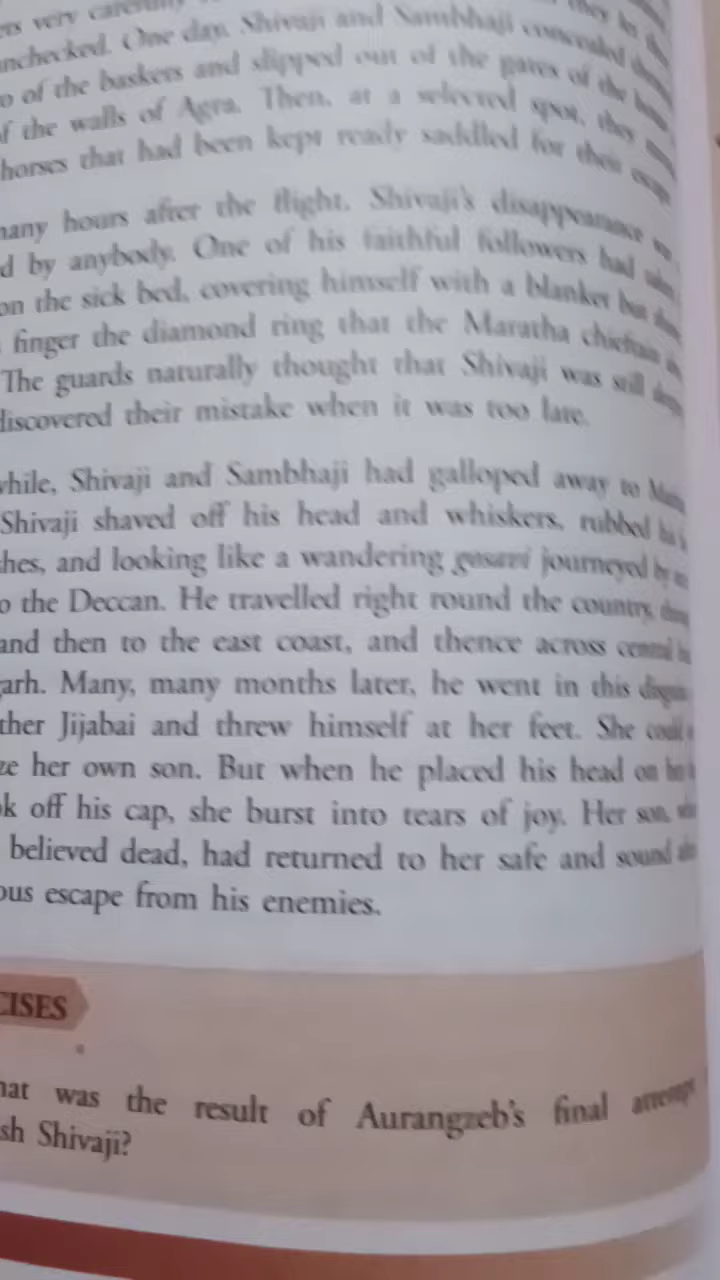 very
unchecked. One day, Shivaji and Sambhaji concealed
of the baskers and slipped out of the gates of the
the walls of Agra. Then, at a selected spot, they
horses that had been kept ready saddled for their escape
many hours after the flight, Shivaji's disappearance
by anybody. One of his faithful followers had
on the sick bed, covering himself with a blanket but
finger the diamond ring that the Maratha chieftain
The guards naturally thought that Shivaji was still
discovered their mistake when it was too late.
while, Shivaji and Sambhaji had galloped away to
Shivaji shaved off his head and whiskers, rubbed his
hes, and looking like a wandering gosavi journeyed by
o the Deccan. He travelled right round the country,
and then to the east coast, and thence across central
arh. Many, many months later, he went in this
ther Jijabai and threw himself at her feet. She could
ze her own son. But when he placed his head on her
k off his cap, she burst into tears of joy. Her son,
believed dead, had returned to her safe and sound
ous escape from his enemies.
CISES
hat was the result of Aurangzeb's final attempt
sh Shivaji?